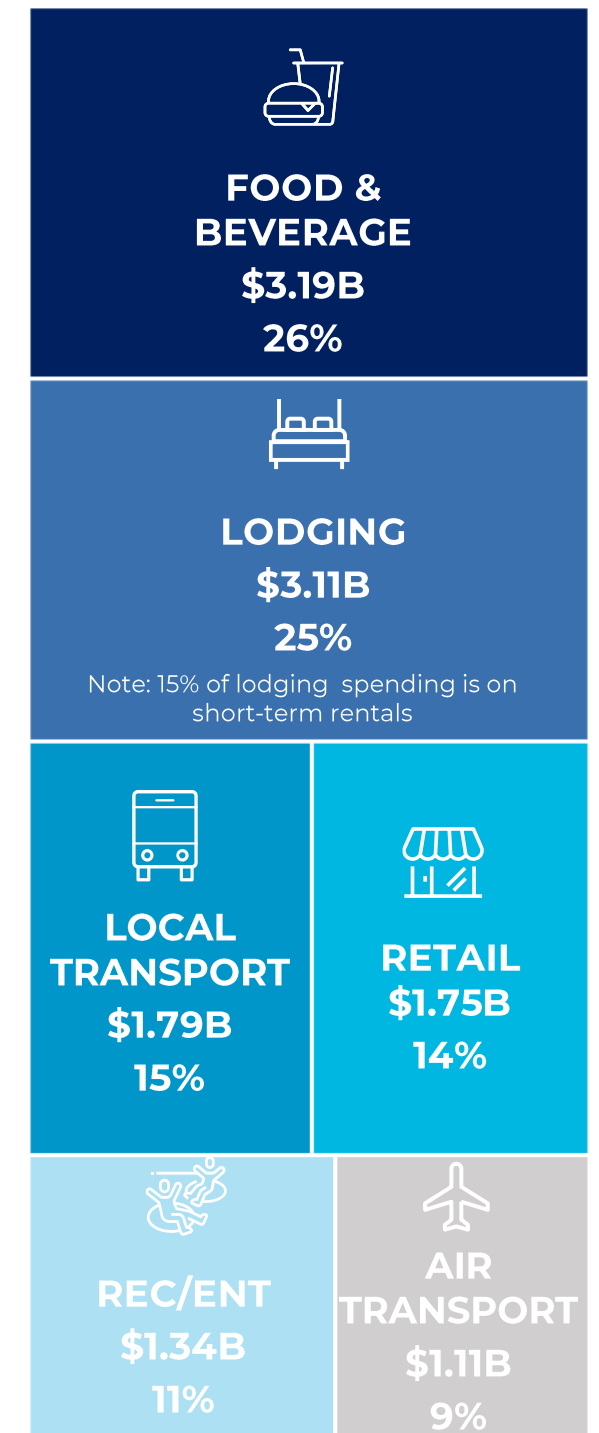 FOOD &
BEVERAGE
$3.19B
26%
LODGING
$3.11B
25%
Note: 15% of lodging  spending is on
short-term rentals
LOCAL
TRANSPORT
$1.79B
15%
RETAIL
$1.75B
14%
REC/ENT
$1.34B
11%
AIR
TRANSPORT
$1.11B
9%